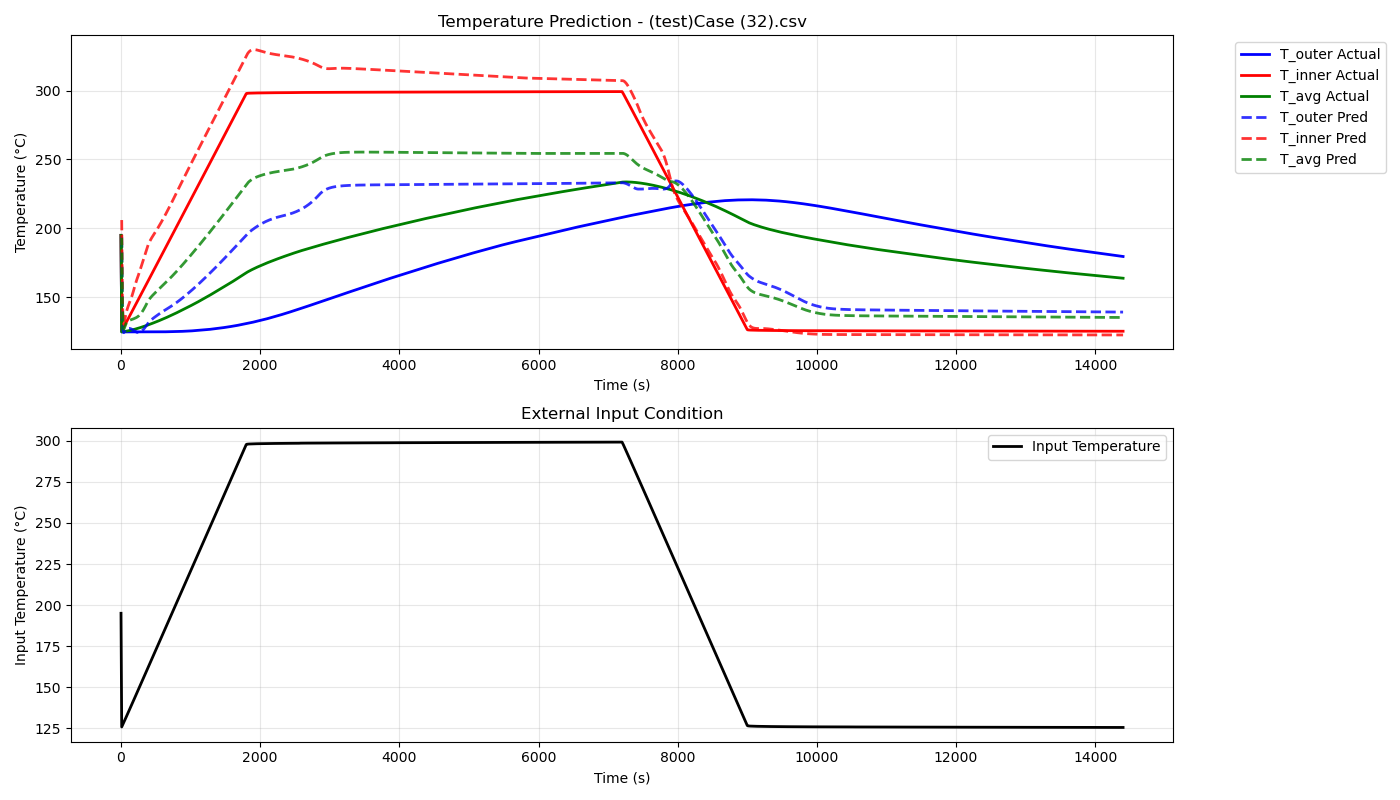 Temperature Prediction - (test)Case (32).csv
Temperature (°C)
300
250
200
150
0 2000 4000 6000 8000 10000 12000 14000
Time (s)
T_outer Actual
T_inner Actual
T_avg Actual
T_outer Pred
T_inner Pred
T_avg Pred
External Input Condition
Input Temperature (°C)
300
275
250
225
200
175
150
125
Input Temperature
0 2000 4000 6000 8000 10000 12000 14000
Time (s)